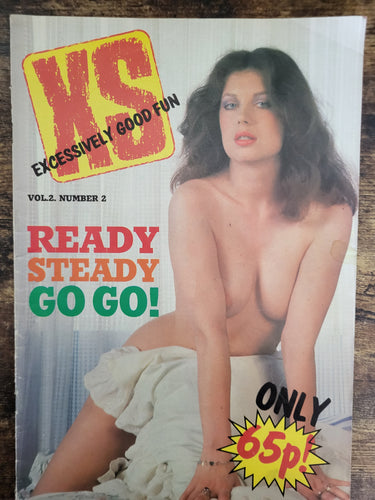 XS
EXCESSIVELY GOOD FUN
VOL.2. NUMBER 2
READY
STEADY
GO GO!
ONLY
65p!